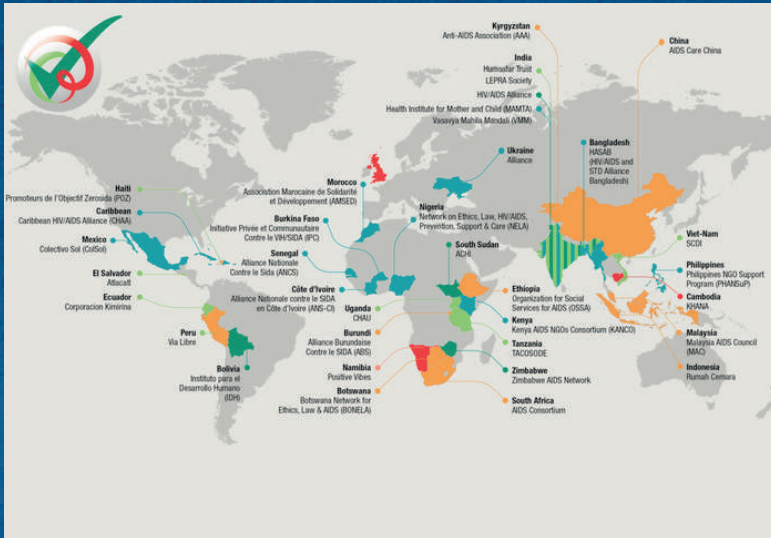 Kyrgyzstan
Anti-AIDS Association (AAA)
China
AIDS Care China
India
Humsafar Trust
LEPRA Society
HIV/AIDS Alliance
Health Institute for Mother and Child (MAMTA)
Vasavya Mahila Mandali (VMM)
Bangladesh
HASAB
(HIV/AIDS and
STD Alliance
Bangladesh)
Ukraine
Alliance
Morocco
Association Marocaine de Solidarité
et Développement (AMSED)
Haiti
Promoteurs de l'Objectif Zerosida (POZ)
Caribbean
Caribbean HIV/AIDS Alliance (CHAA)
Mexico
Colectivo Sol (ColSol)
El Salvador
Atlacatl
Ecuador
Corporacion Kimirina
Peru
Via Libre
Bolivia
Instituto para el
Desarrollo Humano
(IDH)
Burkina Faso
Initiative Privée et Communautaire
Contre le VIH/SIDA (IPC)
Senegal
Alliance Nationale
Contre le Sida (ANCS)
Côte d'Ivoire
Alliance Nationale contre le SIDA
en Côte d'Ivoire (ANS-CI)
Nigeria
Network on Ethics, Law, HIV/AIDS,
Prevention, Support & Care (NELA)
South Sudan
ACHI
Uganda
CHAU
Burundi
Alliance Burundaise
Contre le SIDA (ABS)
Namibia
Positive Vibes
Botswana
Botswana Network for
Ethics, Law & AIDS (BONELA)
Ethiopia
Organization for Social
Services for AIDS (OSSA)
Kenya
Kenya AIDS NGOs Consortium (KANCO)
Tanzania
TACOSODE
Zimbabwe
Zimbabwe AIDS Network
South Africa
AIDS Consortium
Viet-Nam
SCDI
Philippines
Philippines NGO Support
Program (PHANSuP)
Cambodia
KHANA
Malaysia
Malaysia AIDS Council
(MAC)
Indonesia
Rumah Cemara